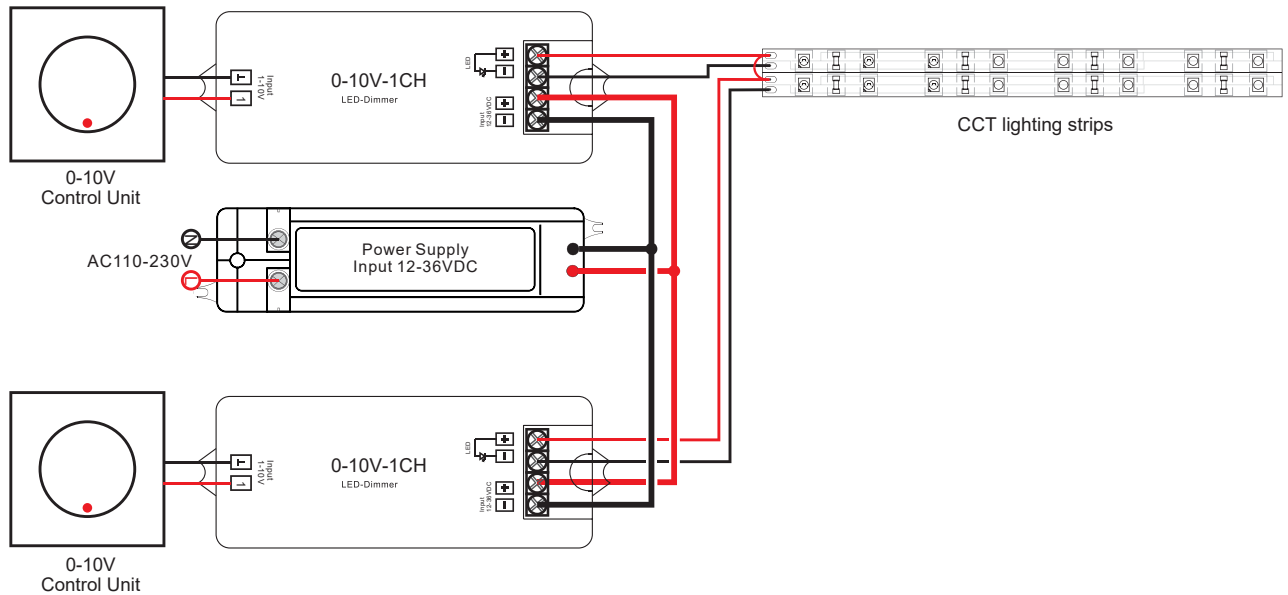 0-10V
Control Unit
Input
1-10V
0-10V-1CH
LED-Dimmer
LED
+
−
Input
12-36VDC
+
−
CCT lighting strips
N
AC110-230V
L
Power Supply
Input 12-36VDC
0-10V
Control Unit
Input
1-10V
1
0-10V-1CH
LED-Dimmer
LED
+
−
Input
12-36VDC
+
−